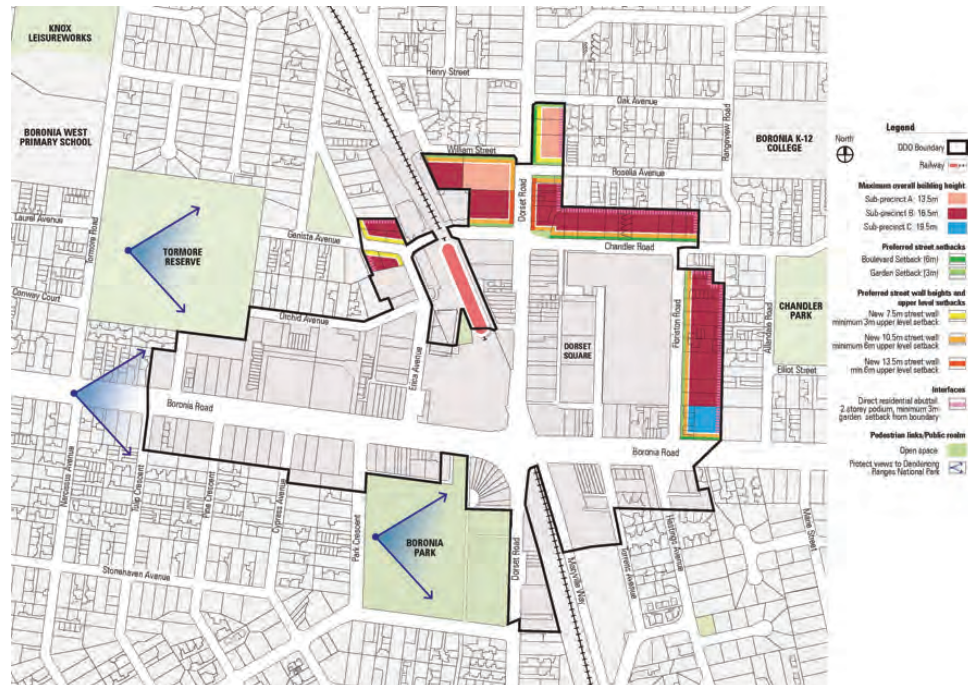 KNOX
LEISUREWORKS
BORONIA WEST
PRIMARY SCHOOL
Henry Street
Oak Avenue
Rangeview Road
BORONIA K-12
COLLEGE
William Street
Rosella Avenue
Dorset Road
Chandler Road
Laurel Avenue
Tormore Road
TORMORE
RESERVE
Genista Avenue
Conway Court
Orchid Avenue
Erica Avenue
DORSET
SQUARE
Floriston Road
Allandale Road
CHANDLER
PARK
Elliot Street
Boronia Road
Boronia Road
Narcissus Avenue
Tulip Crescent
Pine Crescent
Cypress Avenue
Park Crescent
BORONIA
PARK
Dorset Road
Maryville Way
Torrens Avenue
Hastings Avenue
Marie Street
Stonehaven Avenue
North
Legend
DDO Boundary
Railway
Maximum overall building height
Sub-precinct A: 13.5m
Sub-precinct B: 16.5m
Sub-precinct C: 19.5m
Preferred street setbacks
Boulevard Setback (6m)
Garden Setback (3m)
Preferred street wall heights and
upper level setbacks
New 7.5m street wall
minimum 3m upper level setback
New 10.5m street wall
minimum 6m upper level setback
New 13.5m street wall
min.6m upper level setback
Interfaces
Direct residential abuttal:
2 storey podium, minimum 3m
garden setback from boundary
Pedestrian links/Public realm
Open space
Protect views to Dandenong
Ranges National Park